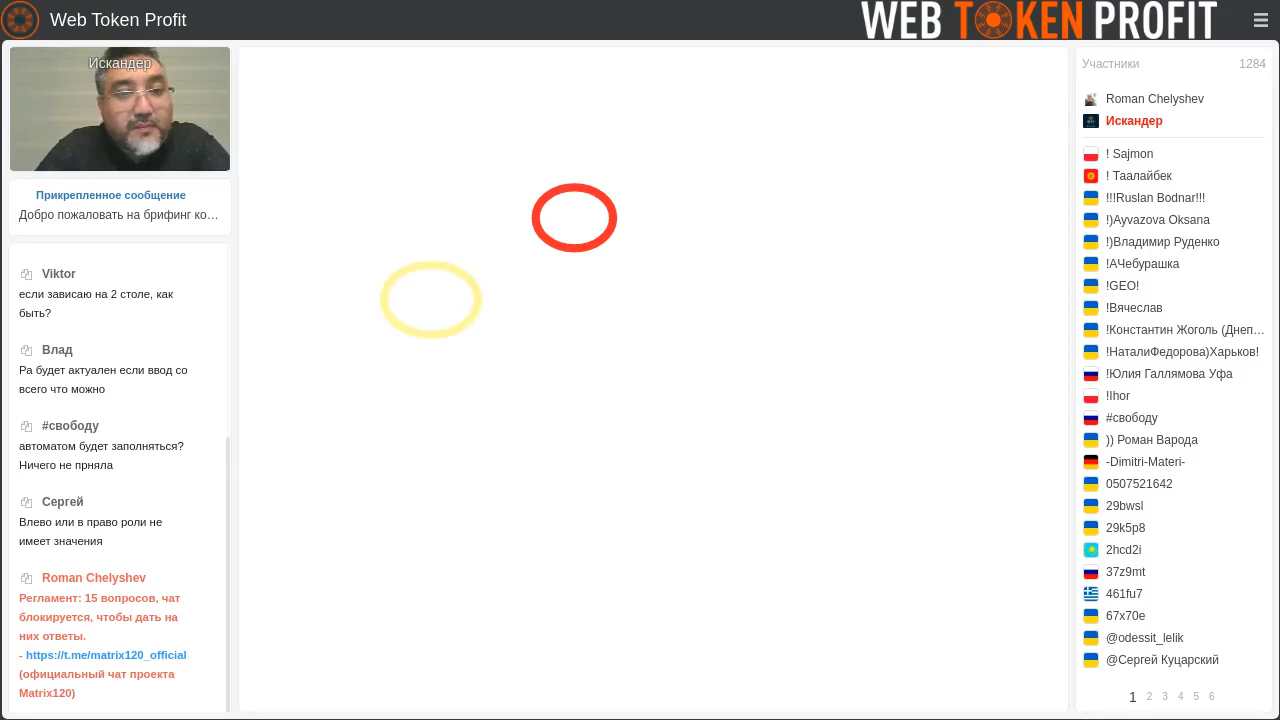 Web Token Profit
WEB TOKEN PROFIT
Искандер
Прикрепленное сообщение
Добро пожаловать на брифинг ко…
Viktor
если зависаю на 2 столе, как
быть?
Влад
Ра будет актуален если ввод со
всего что можно
#свободу
автоматом будет заполняться?
Ничего не прняла
Сергей
Влево или в право роли не
имеет значения
Roman Chelyshev
Регламент: 15 вопросов, чат
блокируется, чтобы дать на
них ответы.
- https://t.me/matrix120_official
(официальный чат проекта
Matrix120)
Участники 1284
Roman Chelyshev
Искандер
! Sajmon
! Таалайбек
!!!Ruslan Bodnar!!!
!)Ayvazova Oksana
!)Владимир Руденко
!АЧебурашка
!GEO!
!Вячеслав
!Константин Жоголь (Днеп…
!НаталиФедорова)Харьков!
!Юлия Галлямова Уфа
!Ihor
#свободу
)) Роман Варода
-Dimitri-Materi-
0507521642
29bwsl
29k5p8
2hcd2i
37z9mt
461fu7
67x70e
@odessit_lelik
@Сергей Куцарский
1 2 3 4 5 6